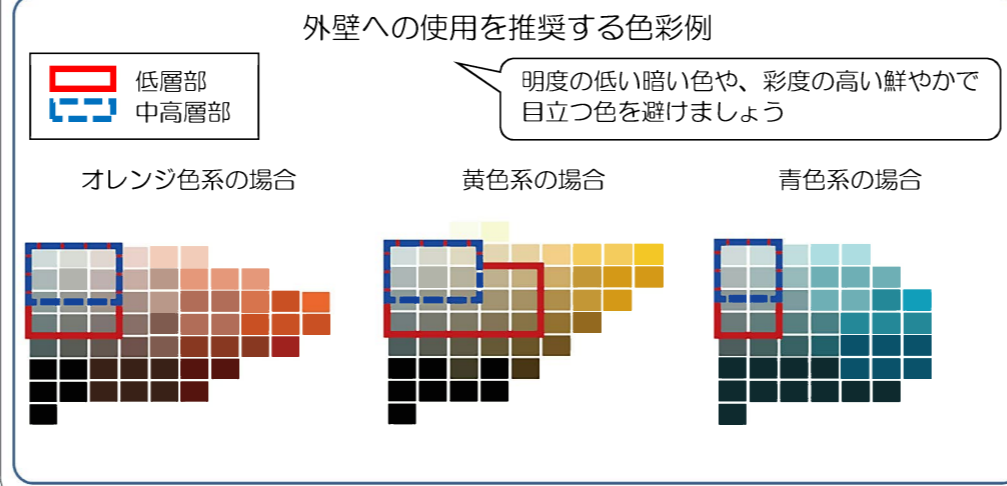 外壁への使用を推奨する色彩例
低層部
中高層部
明度の低い暗い色や、彩度の高い鮮やかで
目立つ色を避けましょう
オレンジ色系の場合
黄色系の場合
青色系の場合